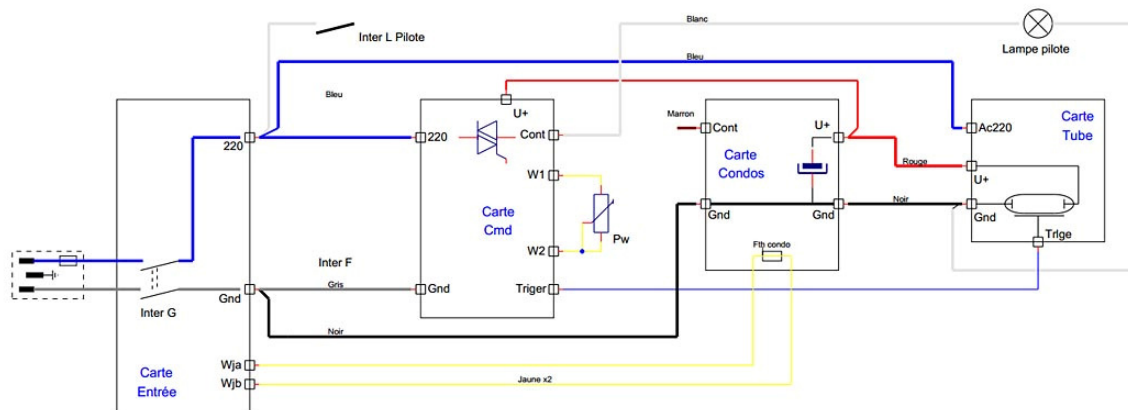 Blanc
Inter L Pilote
Lampe pilote
Bleu
Bleu
U+
220
220
Cont
Marron
Cont
U+
Ac220
Carte
Tube
Carte
Condos
Rouge
W1
U+
Carte
Cmd
Gnd
Gnd
Noir
Gnd
Pw
W2
Trige
Fth condo
Inter F
Gris
Gnd
Triger
Gnd
Inter G
Noir
Wja
Carte
Entrée
Wjb
Jaune x2